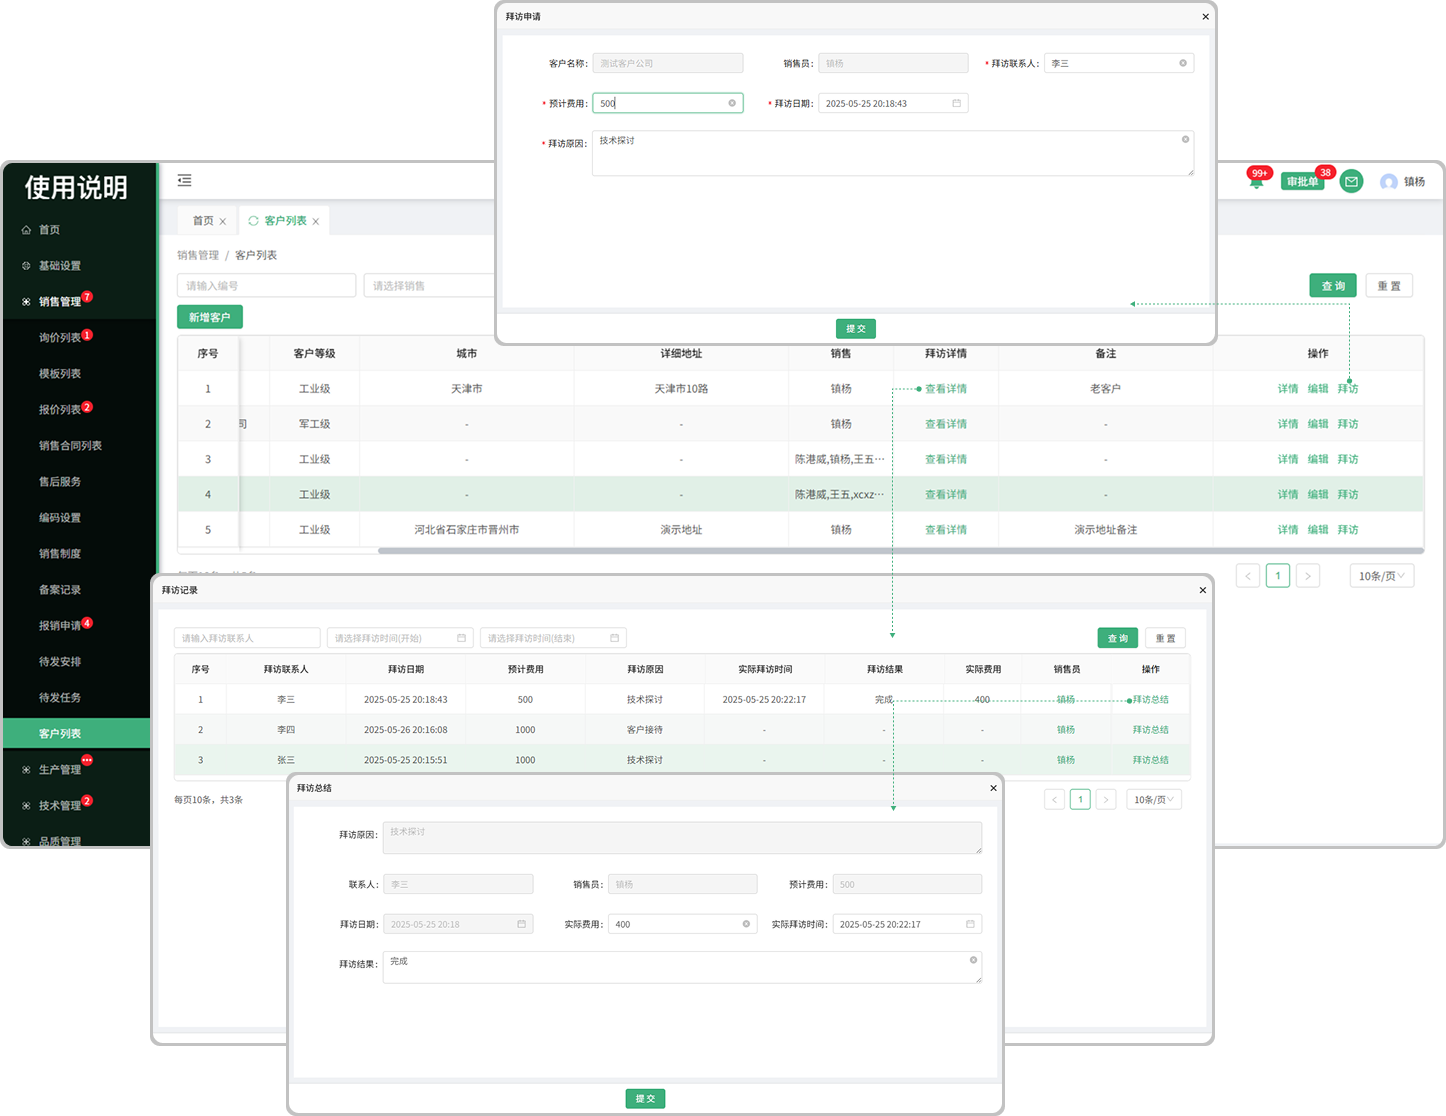 拜访申请
客户名称: 测试客户公司 销售员: 镇杨 * 拜访联系人: 李三
* 预计费用: 500 * 拜访日期: 2025-05-25 20:18:43
* 拜访原因: 技术探讨
提 交
使用说明
首页
基础设置
销售管理 7
询价列表 1
模板列表
报价列表 2
销售合同列表
售后服务
编码设置
销售制度
备案记录
报销申请 4
待发安排
待发任务
客户列表
生产管理
技术管理 2
品质管理
99+ 审批单 38 镇杨
首页 客户列表
销售管理 / 客户列表
请输入编号 请选择销售 查 询 重 置
新增客户
序号 客户等级 城市 详细地址 销售 拜访详情 备注 操作
1 工业级 天津市 天津市10路 镇杨 查看详情 老客户 详情 编辑 拜访
2 司 军工级 - - 镇杨 查看详情 - 详情 编辑 拜访
3 工业级 - - 陈港威,镇杨,王五… 查看详情 - 详情 编辑 拜访
4 工业级 - - 陈港威,王五,xcxz… 查看详情 - 详情 编辑 拜访
5 工业级 河北省石家庄市晋州市 演示地址 镇杨 查看详情 演示地址备注 详情 编辑 拜访
1 10条/页
拜访记录
请输入拜访联系人 请选择拜访时间(开始) 请选择拜访时间(结束) 查 询 重 置
序号 拜访联系人 拜访日期 预计费用 拜访原因 实际拜访时间 拜访结果 实际费用 销售员 操作
1 李三 2025-05-25 20:18:43 500 技术探讨 2025-05-25 20:22:17 完成 400 镇杨 拜访总结
2 李四 2025-05-26 20:16:08 1000 客户接待 - - - 镇杨 拜访总结
3 张三 2025-05-25 20:15:51 1000 技术探讨 - - - 镇杨 拜访总结
每页10条，共3条 1 10条/页
拜访总结
拜访原因: 技术探讨
联系人: 李三 销售员: 镇杨 预计费用: 500
拜访日期: 2025-05-25 20:18 实际费用: 400 实际拜访时间: 2025-05-25 20:22:17
拜访结果: 完成
提 交